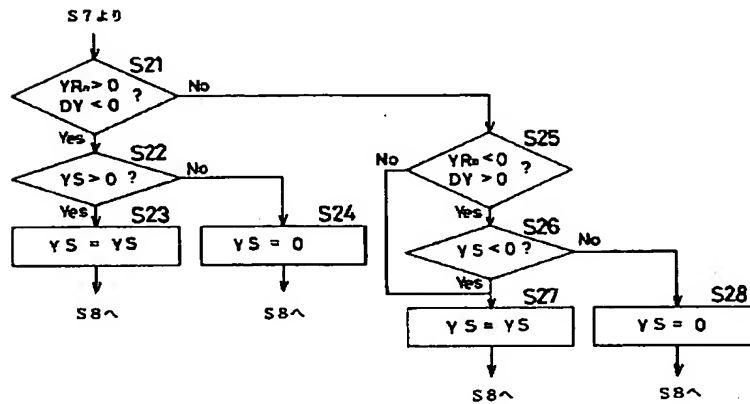 S7より
S21
YRn>0
DY<0 ?
No
Yes
S22
YS>0 ?
No
Yes
S23
YS = YS
S8へ
S24
YS = 0
S8へ
S25
YRn<0
DY>0 ?
No
Yes
S26
YS<0?
No
Yes
S27
YS = YS
S8へ
S28
YS = 0
S8へ